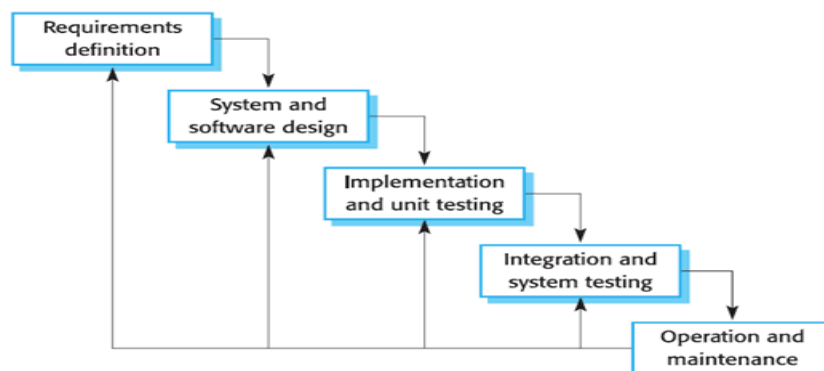 Requirements
definition
System and
software design
Implementation
and unit testing
Integration and
system testing
Operation and
maintenance